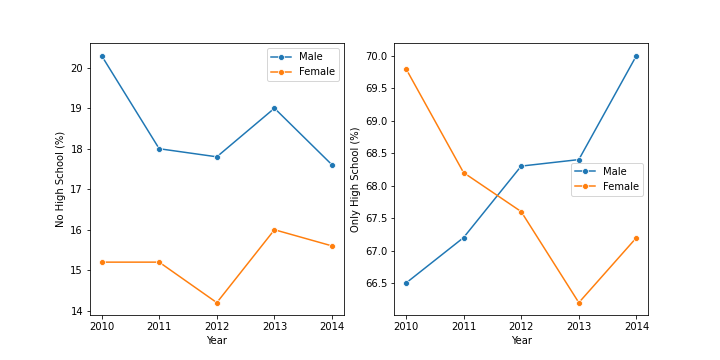 No High School (%)
20
19
18
17
16
15
14
2010 2011 2012 2013 2014
Year
Male
Female
Only High School (%)
70.0
69.5
69.0
68.5
68.0
67.5
67.0
66.5
2010 2011 2012 2013 2014
Year
Male
Female